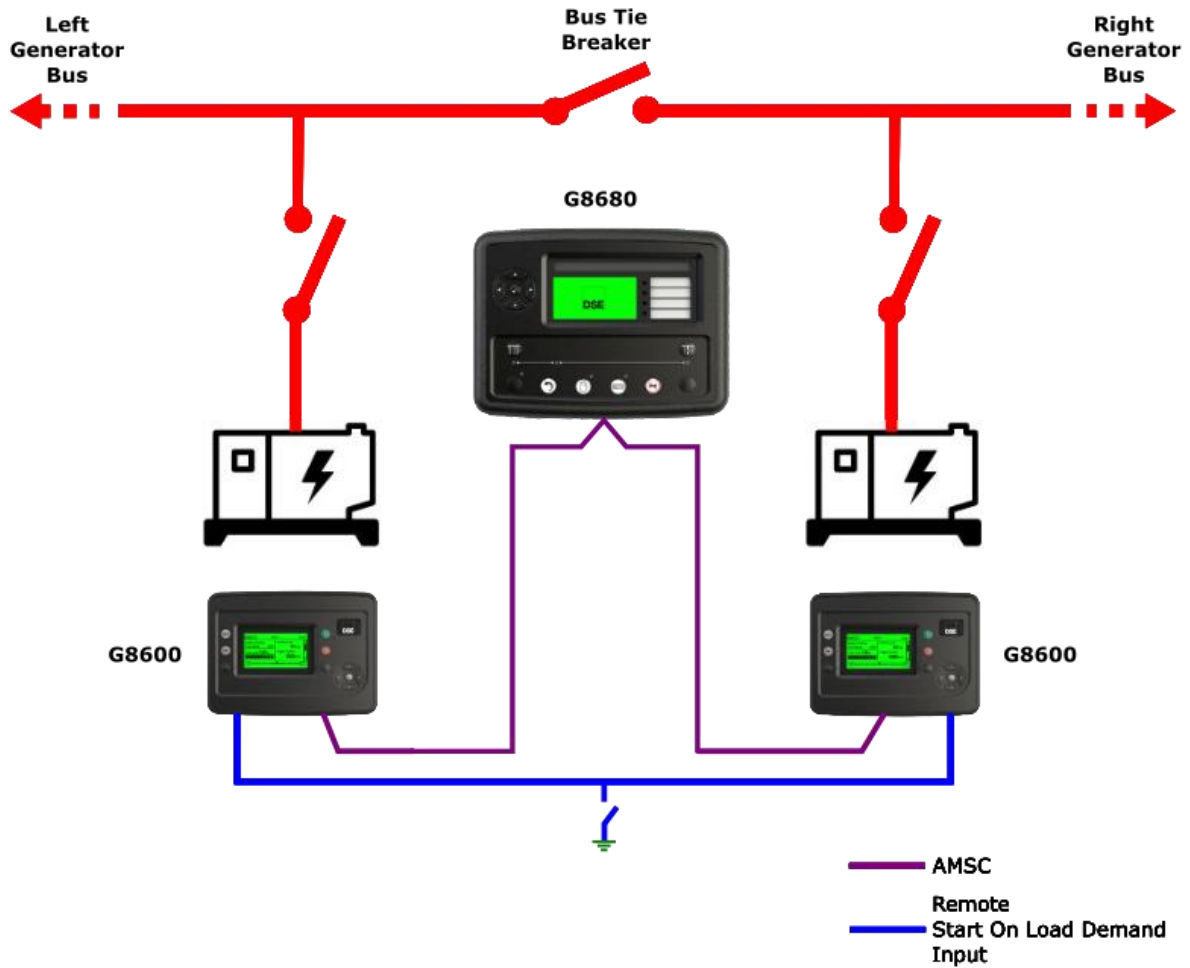 Left
Generator
Bus
Bus Tie
Breaker
Right
Generator
Bus
G8680
DSE
G8600
DSE
G8600
DSE
AMSC
Remote
Start On Load Demand
Input